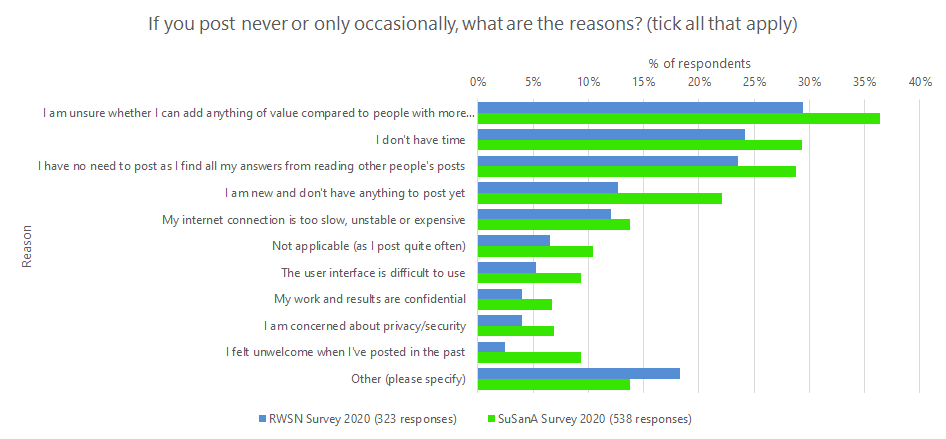 If you post never or only occasionally, what are the reasons? (tick all that apply)
% of respondents
0% 5% 10% 15% 20% 25% 30% 35% 40%
Reason
I am unsure whether I can add anything of value compared to people with more...
I don't have time
I have no need to post as I find all my answers from reading other people's posts
I am new and don't have anything to post yet
My internet connection is too slow, unstable or expensive
Not applicable (as I post quite often)
The user interface is difficult to use
My work and results are confidential
I am concerned about privacy/security
I felt unwelcome when I've posted in the past
Other (please specify)
RWSN Survey 2020 (323 responses) SuSanA Survey 2020 (538 responses)